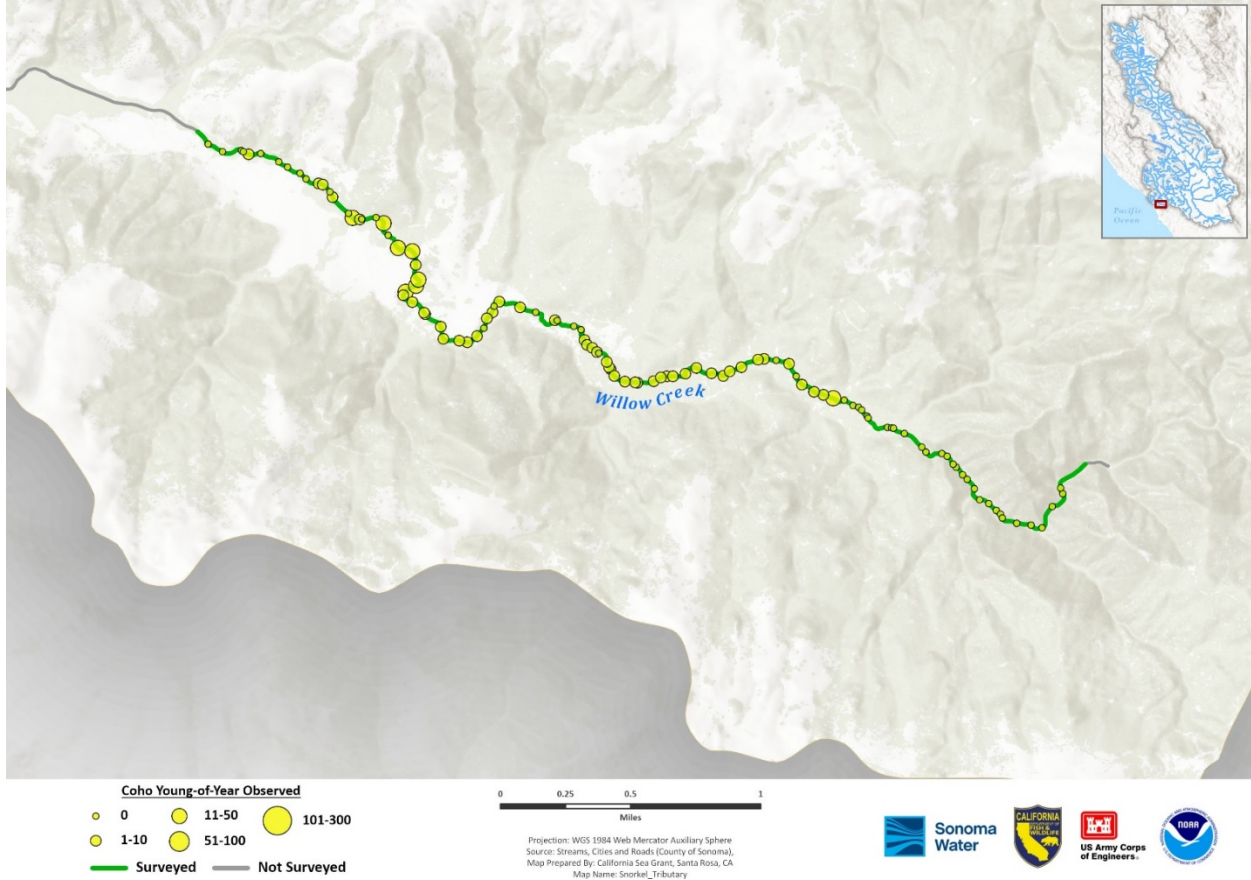 Pacific
Ocean
Willow Creek
Coho Young-of-Year Observed
0
11-50
101-300
1-10
51-100
Surveyed
Not Surveyed
0 0.25 0.5 1
Miles
Projection: WGS 1984 Web Mercator Auxiliary Sphere
Source: Streams, Cities and Roads (County of Sonoma),
Map Prepared By: California Sea Grant, Santa Rosa, CA
Map Name: Snorkel_Tributary
Sonoma
Water
CALIFORNIA
FISH &
WILDLIFE
US Army Corps
of Engineers®
NOAA